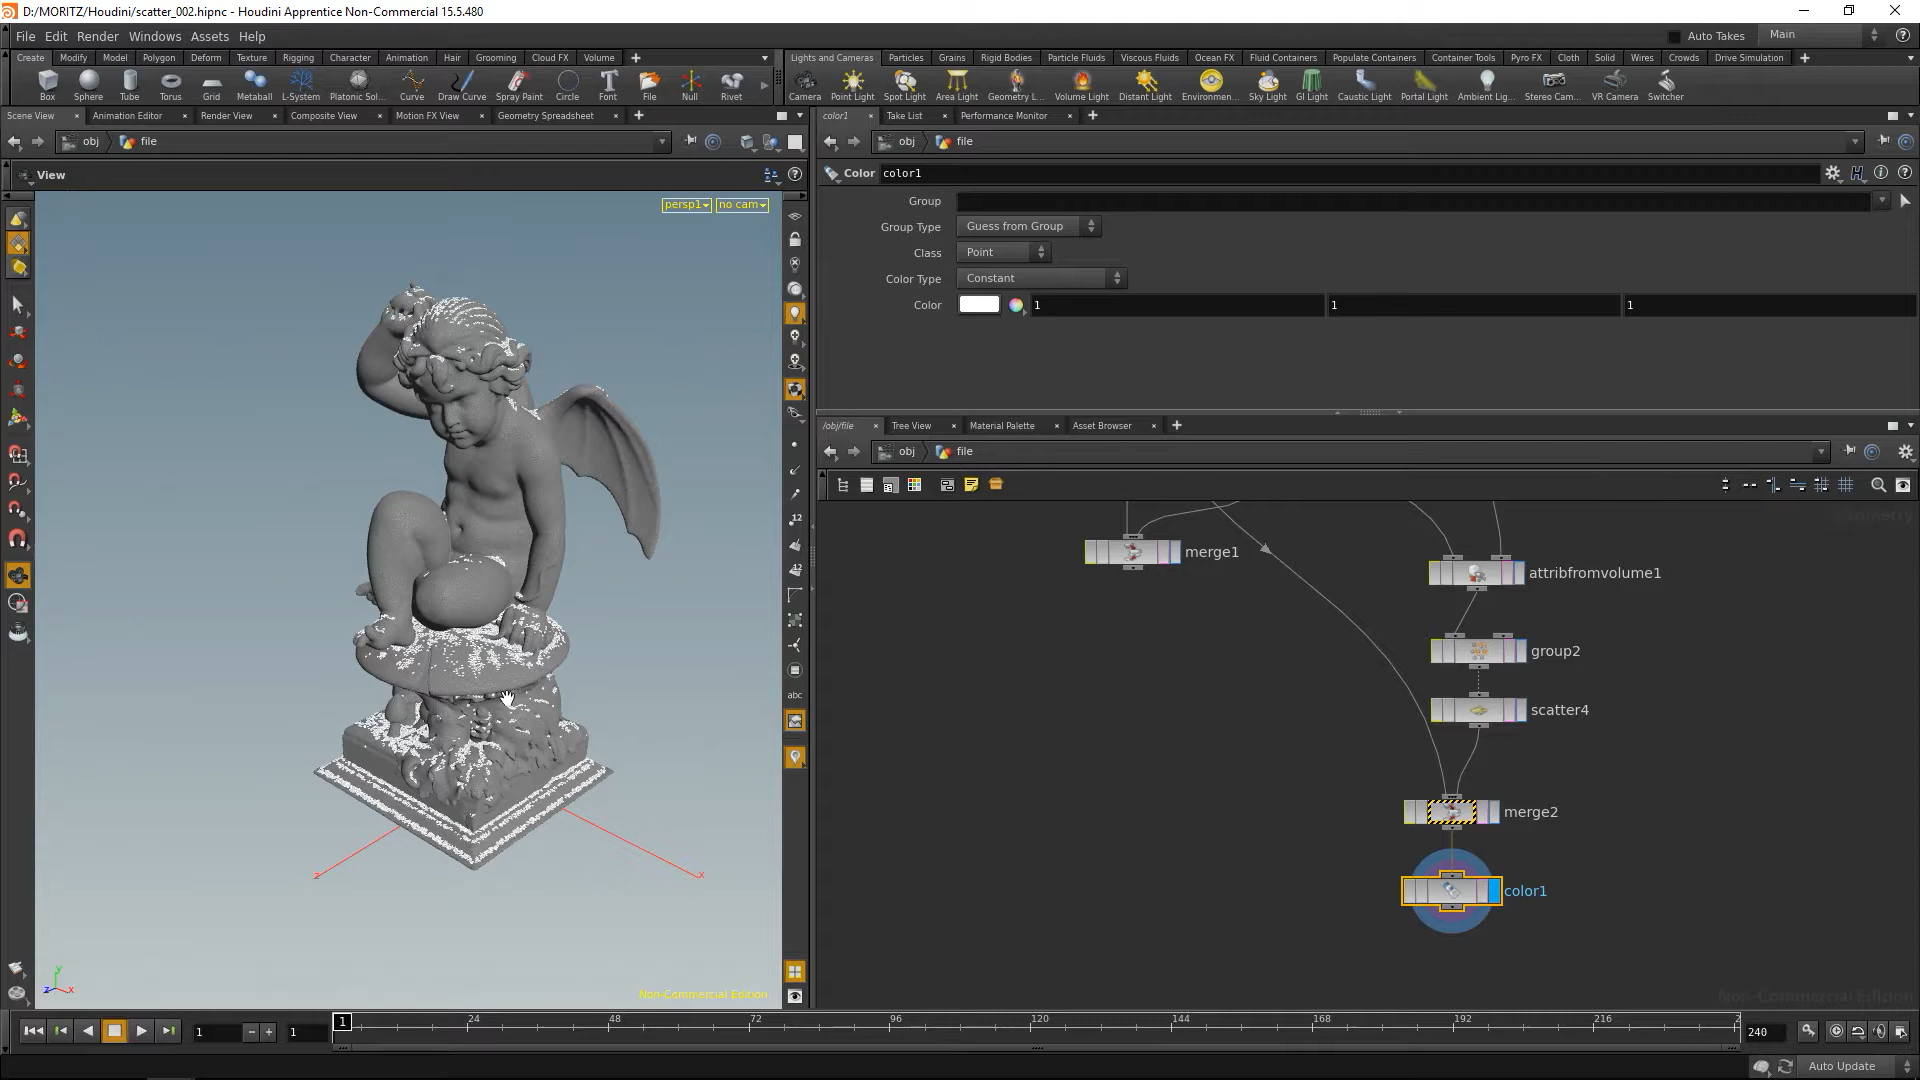 D:/MORITZ/Houdini/scatter_002.hipnc - Houdini Apprentice Non-Commercial 15.5.480
File Edit Render Windows Assets Help
Auto Takes Main
Create Modify Model Polygon Deform Texture Rigging Character Animation Hair Grooming Cloud FX Volume
Lights and Cameras Particles Grains Rigid Bodies Particle Fluids Viscous Fluids Ocean FX Fluid Containers Populate Containers Container Tools Pyro FX Cloth Solid Wires Crowds Drive Simulation
Box Sphere Tube Torus Grid Metaball L-System Platonic Sol... Curve Draw Curve Spray Paint Circle Font File Null Rivet
Camera Point Light Spot Light Area Light Geometry L... Volume Light Distant Light Environmen... Sky Light GI Light Caustic Light Portal Light Ambient Lig... Stereo Cam... VR Camera Switcher
Scene View Animation Editor Render View Composite View Motion FX View Geometry Spreadsheet
color1 Take List Performance Monitor
obj file
obj file
View
persp1 no cam
Color color1
Group
Group Type Guess from Group
Class Point
Color Type Constant
Color 1 1 1
/obj/file Tree View Material Palette Asset Browser
obj file
merge1
attribfromvolume1
group2
scatter4
merge2
color1
12
12
abc
z x
y
z x
Non-Commercial Edition
Non-Commercial Edition
1 1 1 24 48 72 96 120 144 168 192 216 2 240
Auto Update